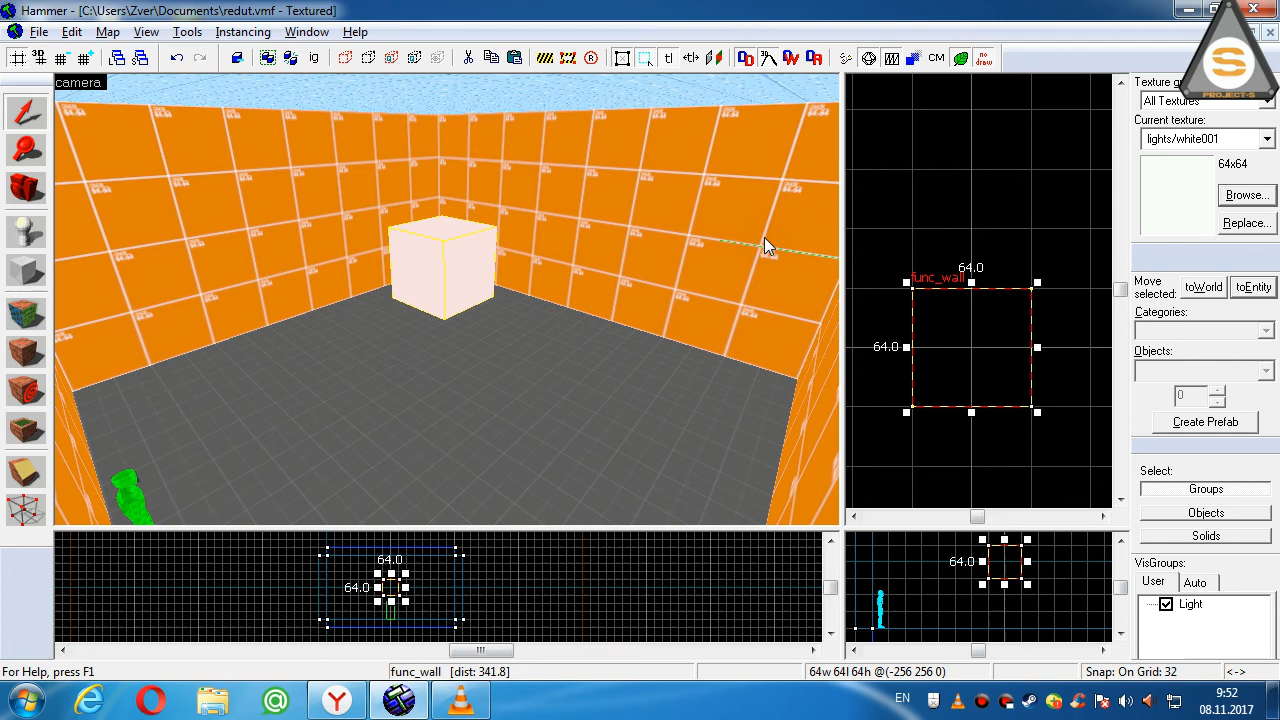 Hammer - [C:\Users\Zver\Documents\redut.vmf - Textured]
File Edit Map View Tools Instancing Window Help
camera
Texture
All Textures
Current texture:
lights/white001
64x64
Browse...
Replace...
Move
selected:
toWorld
toEntity
Categories:
Objects:
0
Create Prefab
Select:
Groups
Objects
Solids
VisGroups:
User
Auto
Light
PROJECT-S
func_wall
64.0
64.0
64.0
64.0
64.0
For Help, press F1
func_wall [dist: 341.8]
64w 64l 64h @(-256 256 0)
Snap: On Grid: 32
<->
EN
9:52
08.11.2017